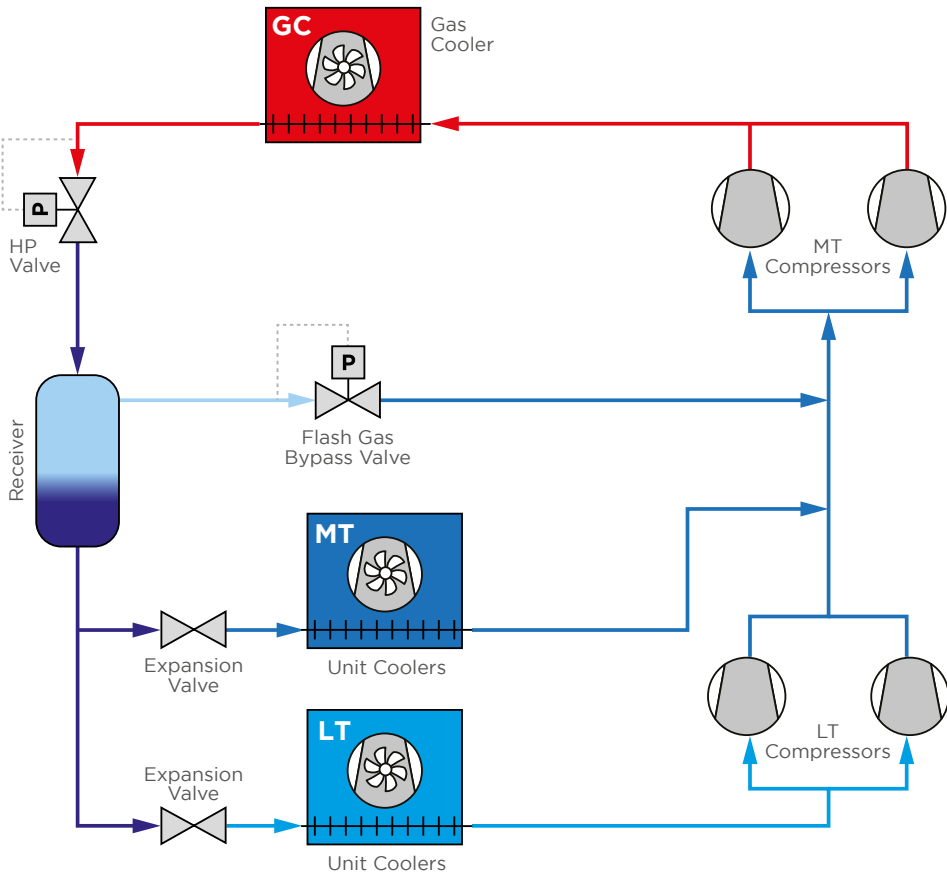 GC
Gas
Cooler
P
HP
Valve
MT
Compressors
P
Flash Gas
Bypass Valve
Receiver
MT
Expansion
Valve
Unit Coolers
LT
Compressors
LT
Expansion
Valve
Unit Coolers